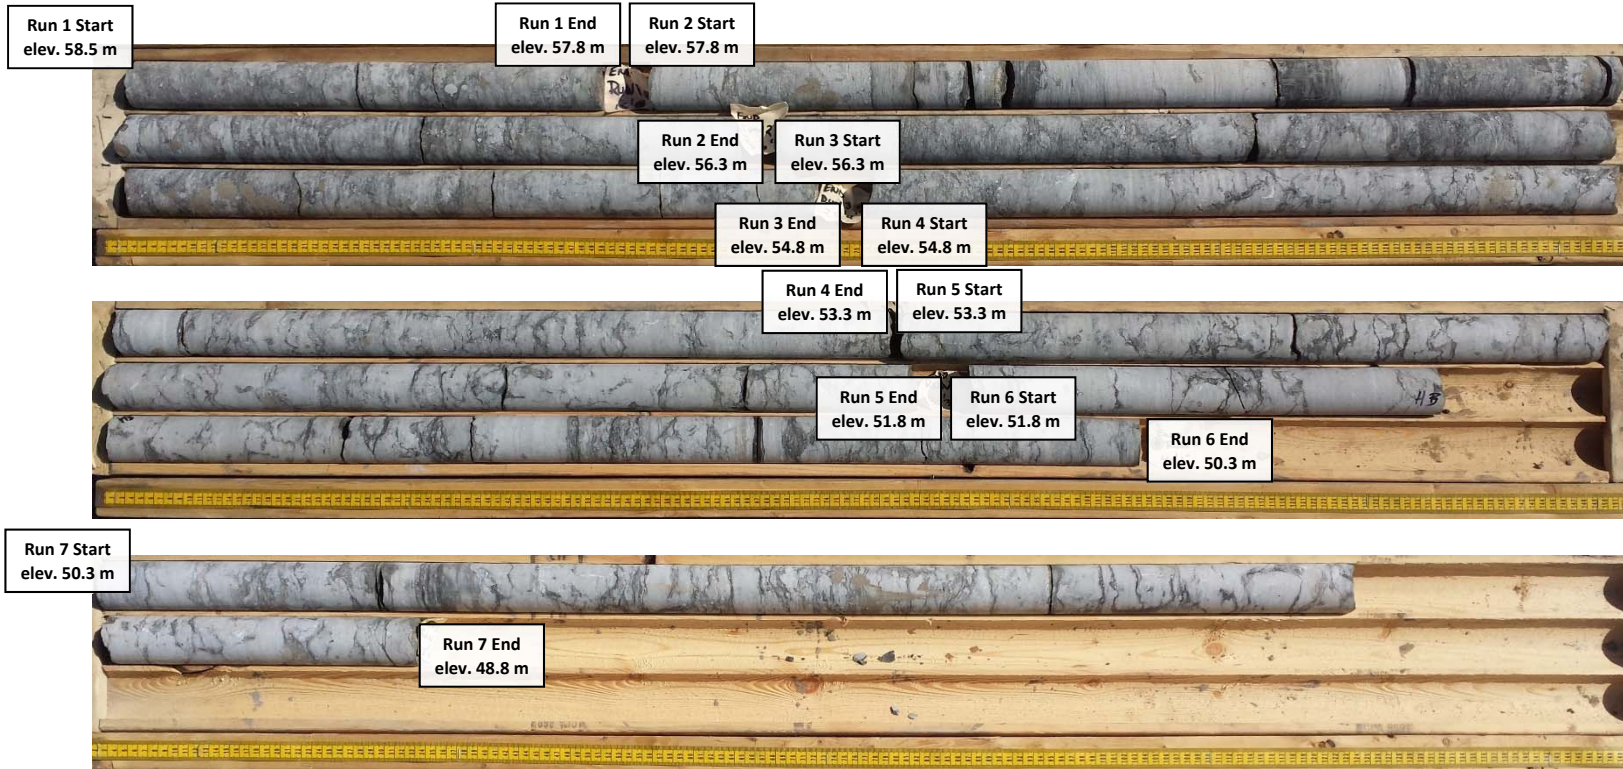 Run 1 Start
elev. 58.5 m
Run 1 End
elev. 57.8 m
Run 2 Start
elev. 57.8 m
Run 2 End
elev. 56.3 m
Run 3 Start
elev. 56.3 m
Run 3 End
elev. 54.8 m
Run 4 Start
elev. 54.8 m
Run 4 End
elev. 53.3 m
Run 5 Start
elev. 53.3 m
Run 5 End
elev. 51.8 m
Run 6 Start
elev. 51.8 m
HB
Run 6 End
elev. 50.3 m
Run 7 Start
elev. 50.3 m
Run 7 End
elev. 48.8 m